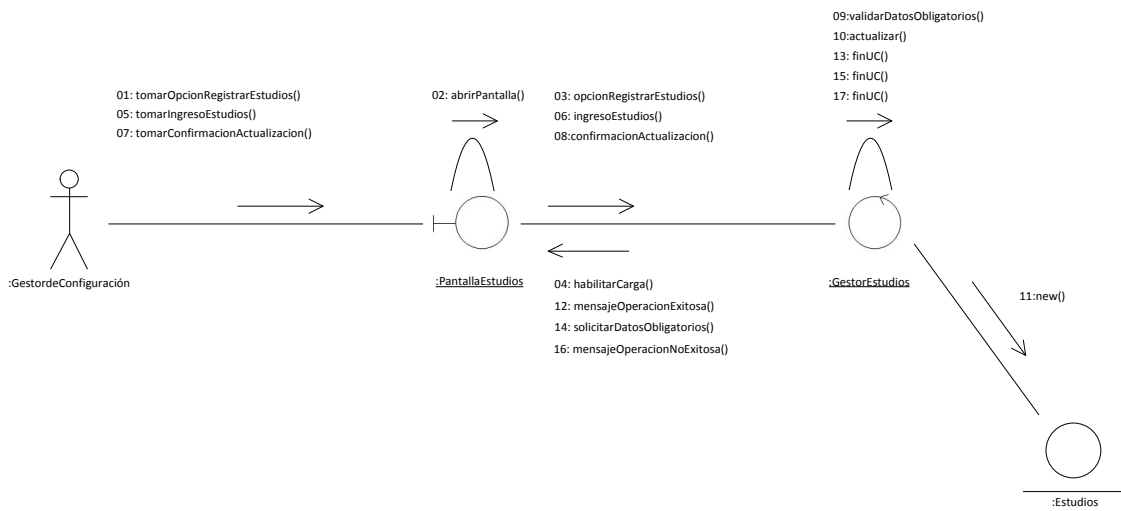 09:validarDatosObligatorios()
10:actualizar()
13: finUC()
15: finUC()
17: finUC()
01: tomarOpcionRegistrarEstudios()
05: tomarIngresoEstudios()
07: tomarConfirmacionActualizacion()
02: abrirPantalla()
03: opcionRegistrarEstudios()
06: ingresoEstudios()
08:confirmacionActualizacion()
:GestordeConfiguración
:PantallaEstudios
04: habilitarCarga()
12: mensajeOperacionExitosa()
14: solicitarDatosObligatorios()
16: mensajeOperacionNoExitosa()
:GestorEstudios
11:new()
:Estudios